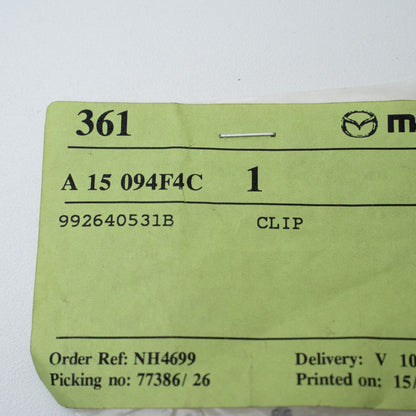 361
A 15 094F4C 1
992640531B CLIP
Order Ref: NH4699 Delivery: V 10
Picking no: 77386/ 26 Printed on: 15/